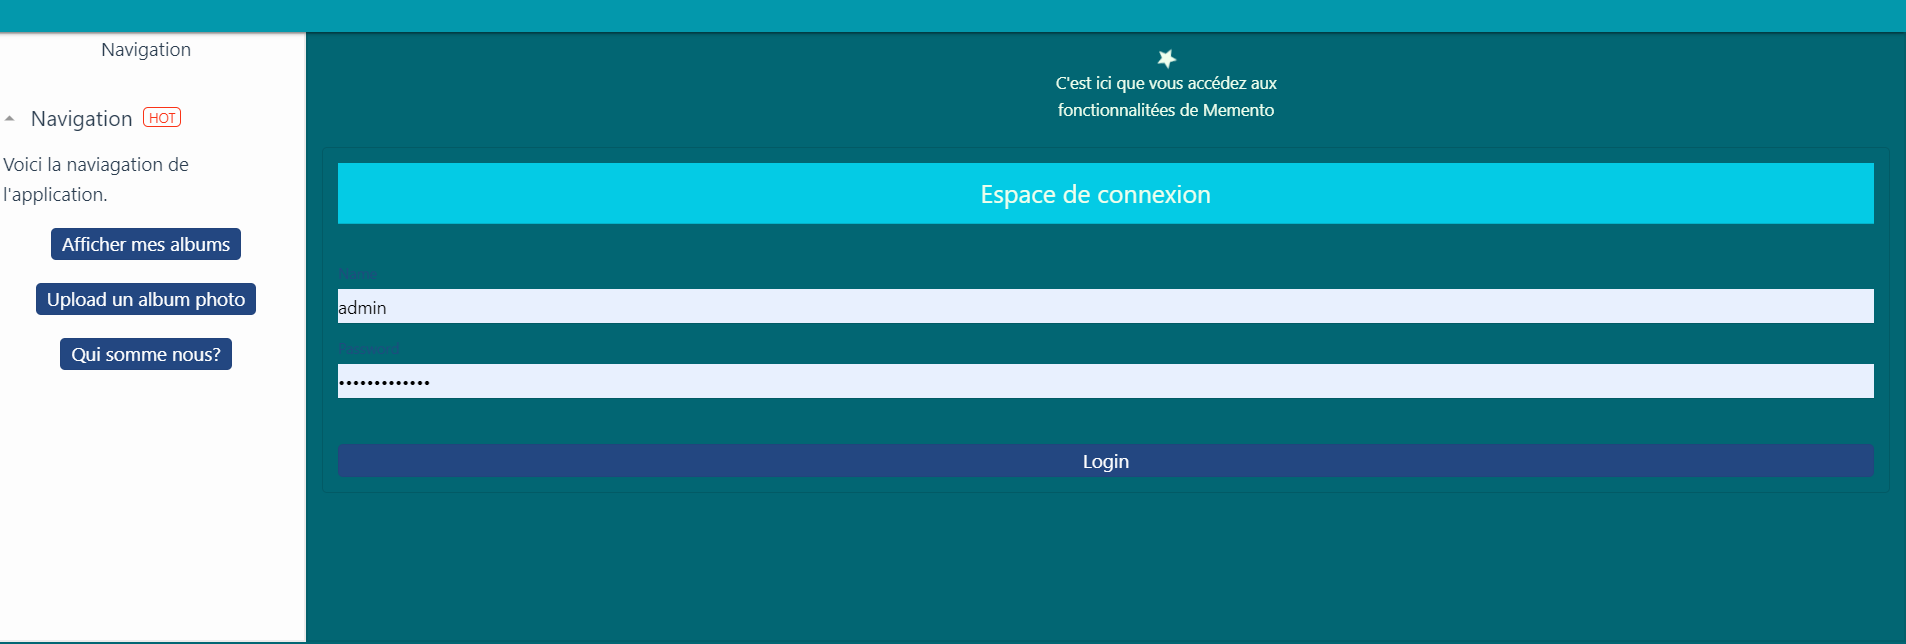 Navigation
Navigation HOT
Voici la naviagation de
l'application.
Afficher mes albums
Upload un album photo
Qui somme nous?
C'est ici que vous accédez aux
fonctionnalitées de Memento
Espace de connexion
Name
admin
Password
•••••••••••••
Login